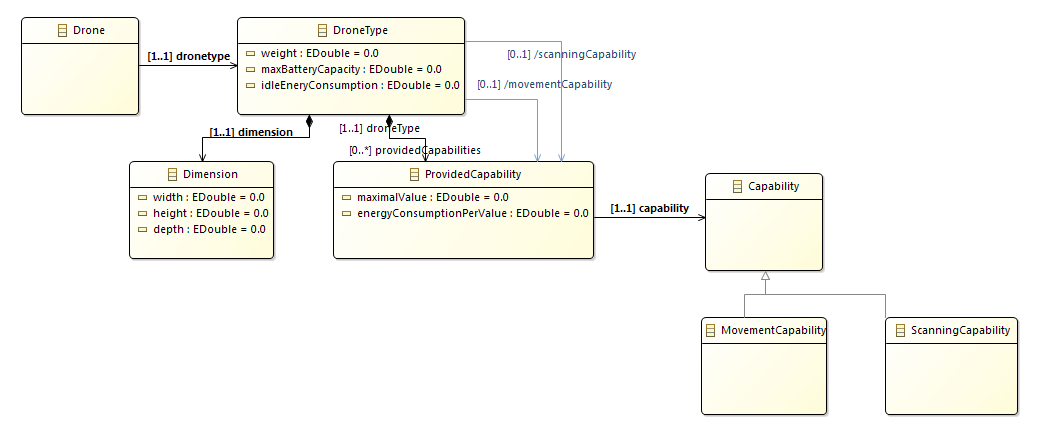 Drone
DroneType
weight : EDouble = 0.0
maxBatteryCapacity : EDouble = 0.0
idleEneryConsumption : EDouble = 0.0
[1..1] dronetype
[0..1] /scanningCapability
[0..1] /movementCapability
[1..1] dimension
[1..1] droneType
[0..*] providedCapabilities
Dimension
width : EDouble = 0.0
height : EDouble = 0.0
depth : EDouble = 0.0
ProvidedCapability
maximalValue : EDouble = 0.0
energyConsumptionPerValue : EDouble = 0.0
[1..1] capability
Capability
MovementCapability
ScanningCapability